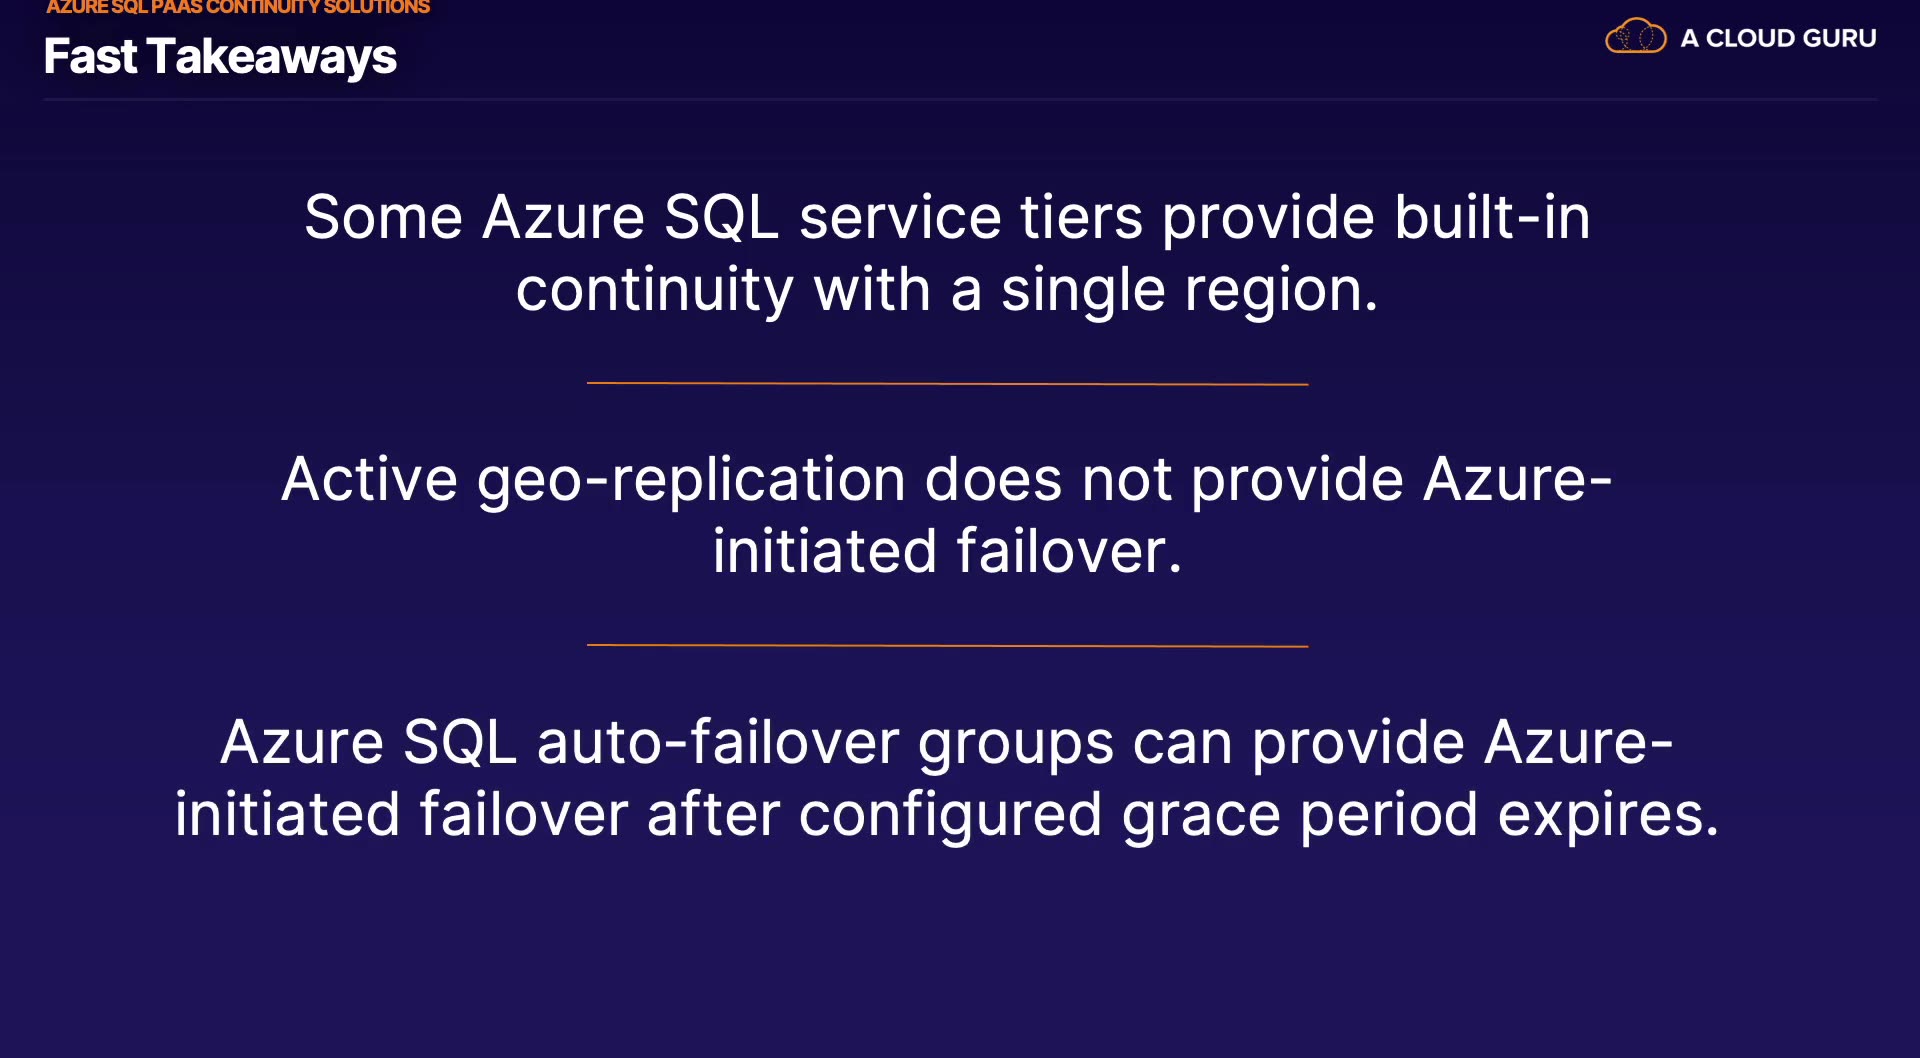 AZURE SQL PAAS CONTINUITY SOLUTIONS
Fast Takeaways
A CLOUD GURU
Some Azure SQL service tiers provide built-in
continuity with a single region.
Active geo-replication does not provide Azure-
initiated failover.
Azure SQL auto-failover groups can provide Azure-
initiated failover after configured grace period expires.